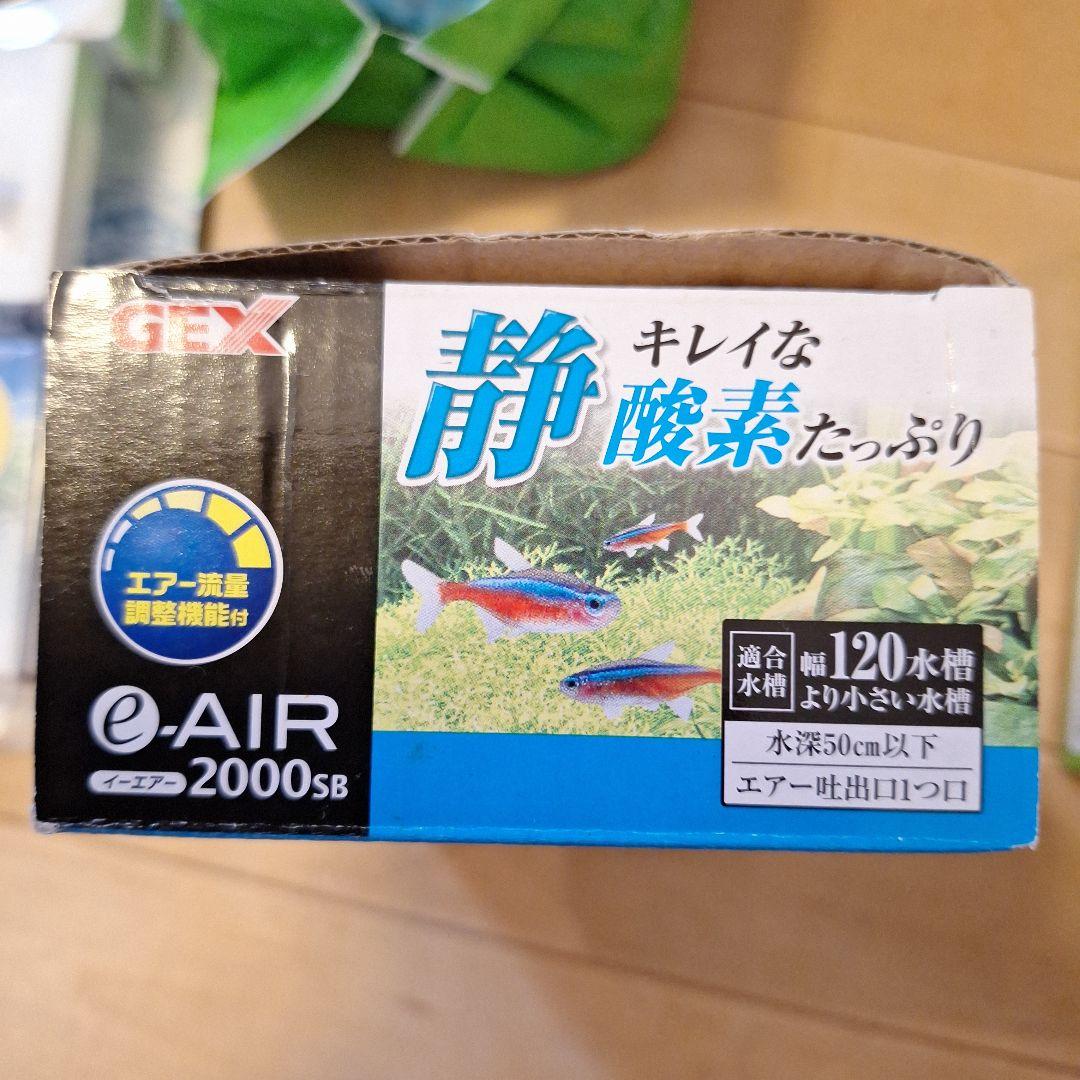 GEX
静
キレイな
酸素たっぷり
エアー流量
調整機能付
e-AIR
イーエアー 2000SB
適合
水槽
幅120水槽
より小さい水槽
水深50cm以下
エアー吐出口1つ口